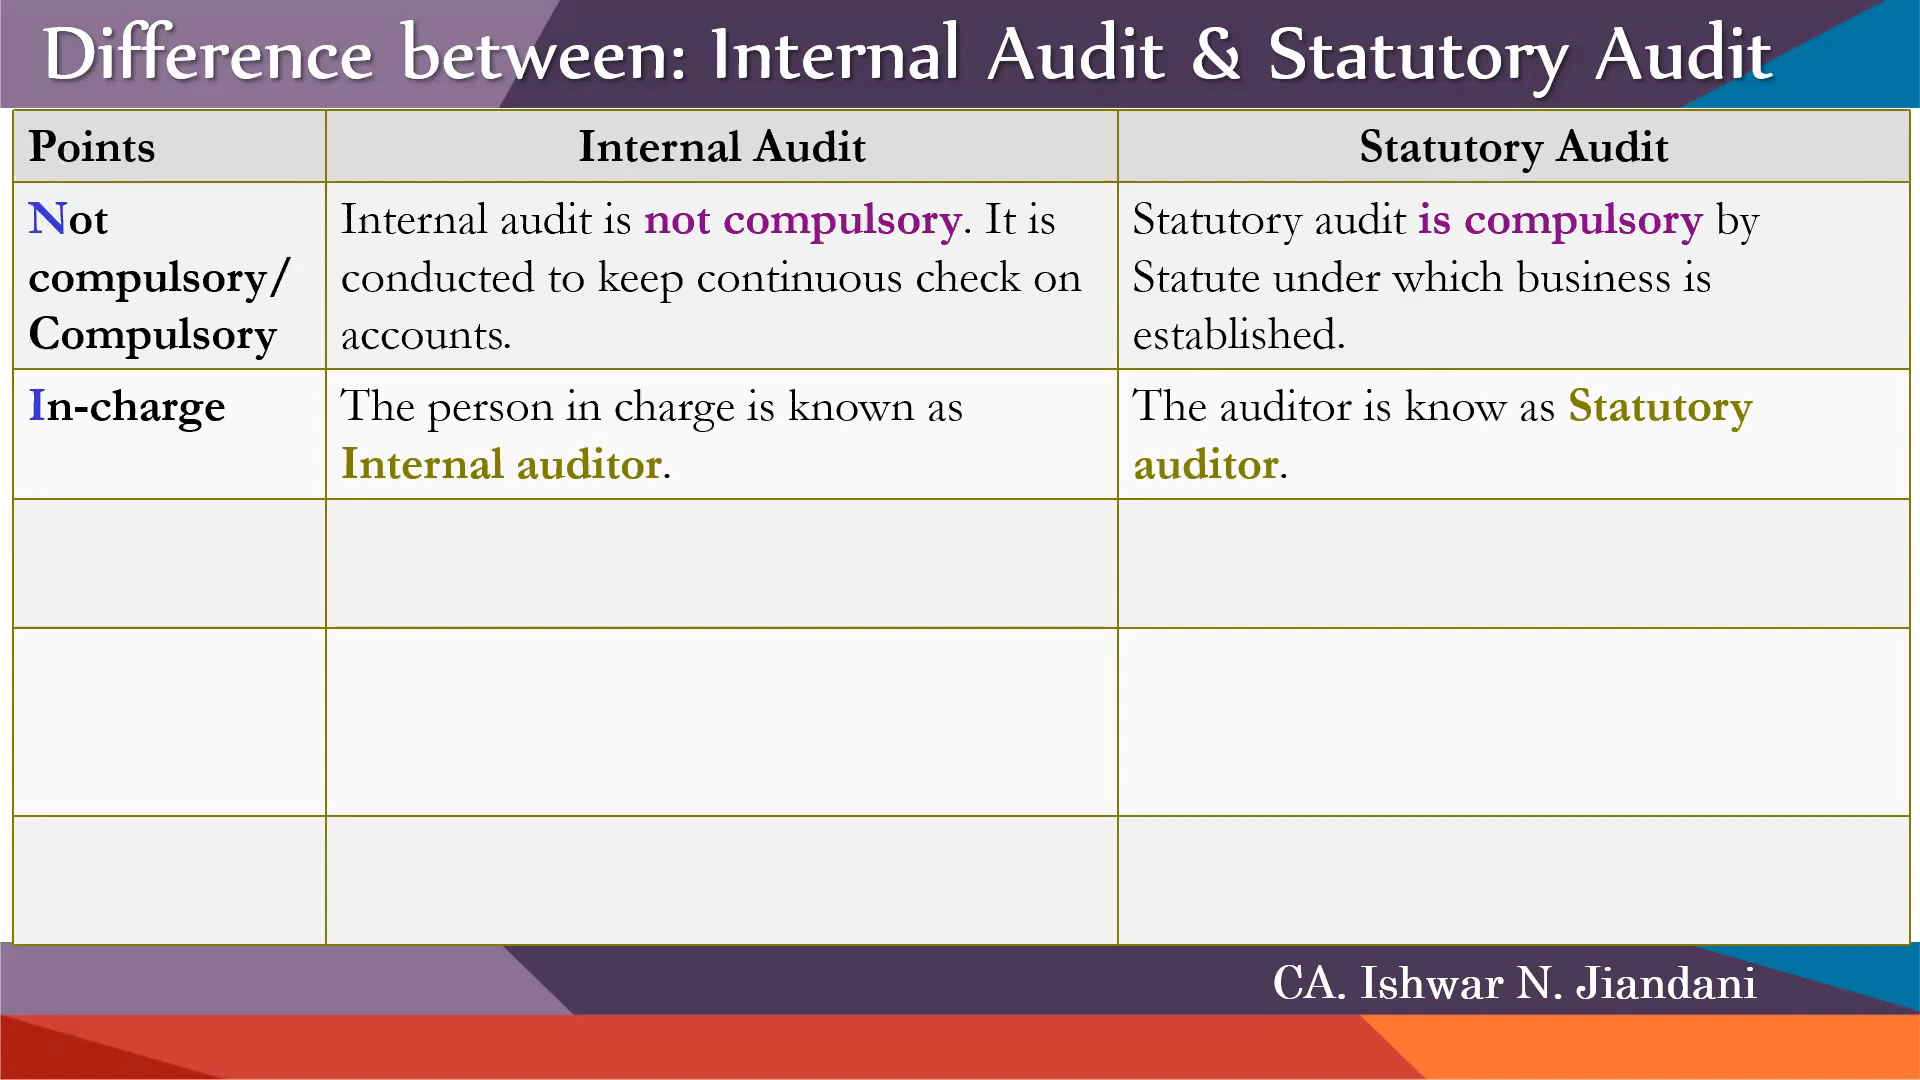 Difference between: Internal Audit & Statutory Audit
Points
Internal Audit
Statutory Audit
Not
compulsory/
Compulsory
Internal audit is not compulsory. It is
conducted to keep continuous check on
accounts.
Statutory audit is compulsory by
Statute under which business is
established.
In-charge
The person in charge is known as
Internal auditor.
The auditor is know as Statutory
auditor.
CA. Ishwar N. Jiandani